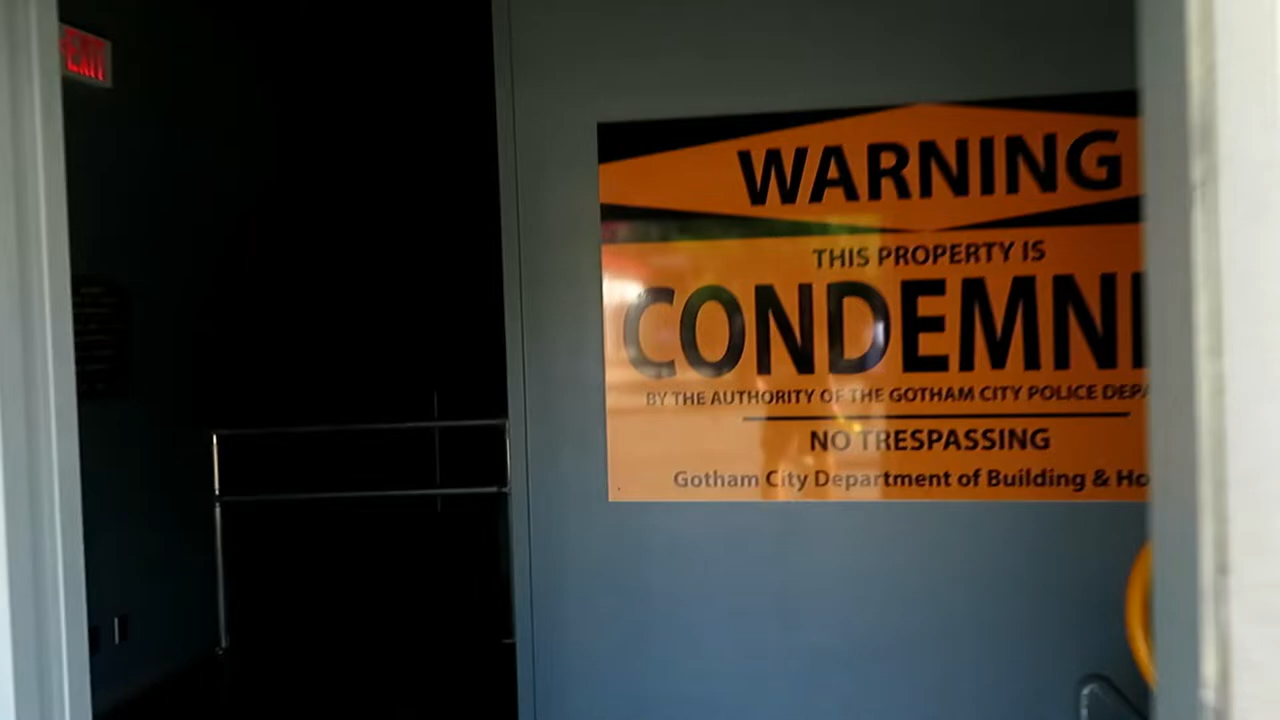 EXIT
WARNING
THIS PROPERTY IS
CONDEMN
BY THE AUTHORITY OF THE GOTHAM CITY POLICE DEPA
NO TRESPASSING
Gotham City Department of Building & Ho